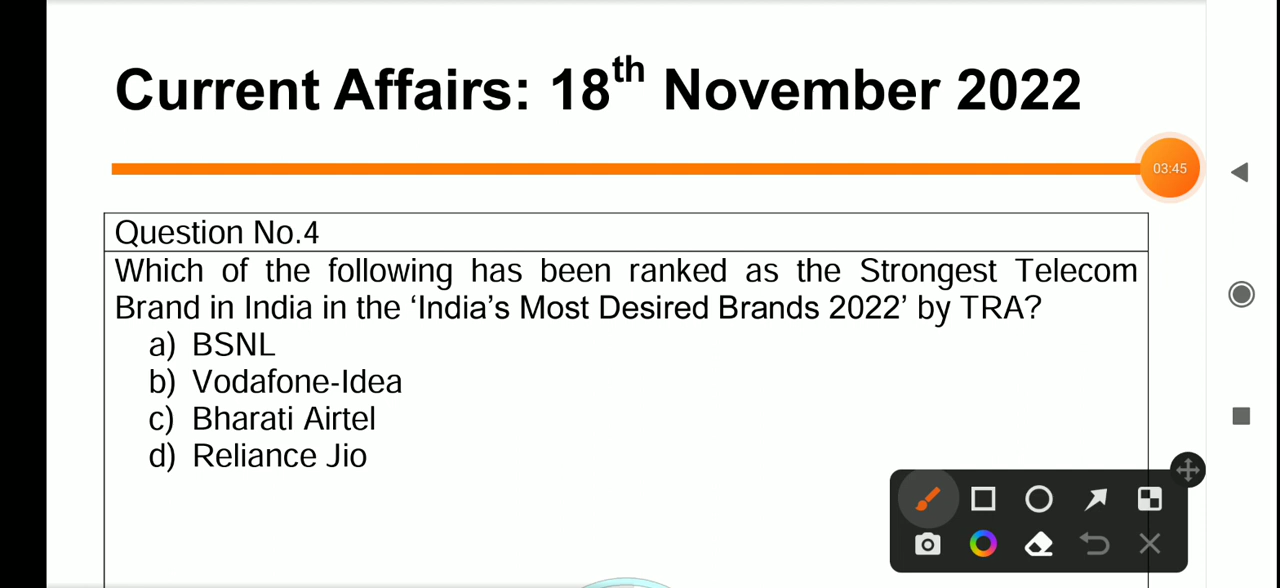 Current Affairs: 18th November 2022
03:45
Question No.4
Which of the following has been ranked as the Strongest Telecom
Brand in India in the ‘India’s Most Desired Brands 2022’ by TRA?
a) BSNL
b) Vodafone-Idea
c) Bharati Airtel
d) Reliance Jio